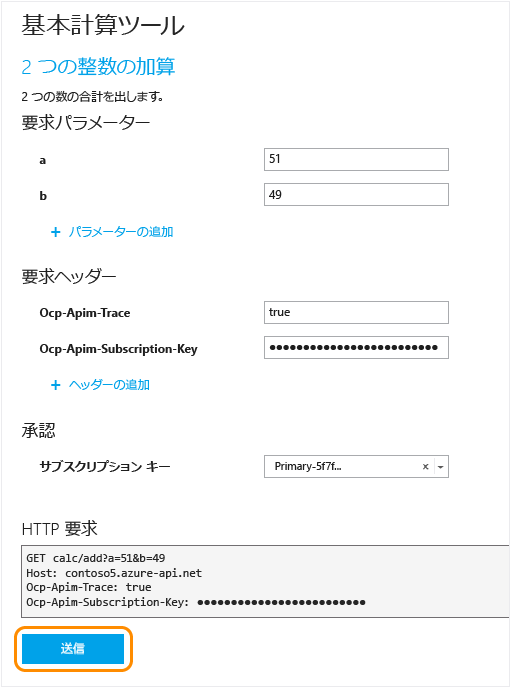 基本計算ツール
2 つの整数の加算
2 つの数の合計を出します。
要求パラメーター
a 51
b 49
+ パラメーターの追加
要求ヘッダー
Ocp-Apim-Trace true
Ocp-Apim-Subscription-Key ●●●●●●●●●●●●●●●●●●●●●●●●●
+ ヘッダーの追加
承認
サブスクリプション キー Primary-5f7f... ×
HTTP 要求
GET calc/add?a=51&b=49
Host: contoso5.azure-api.net
Ocp-Apim-Trace: true
Ocp-Apim-Subscription-Key: ●●●●●●●●●●●●●●●●●●●●●●●●●
送信